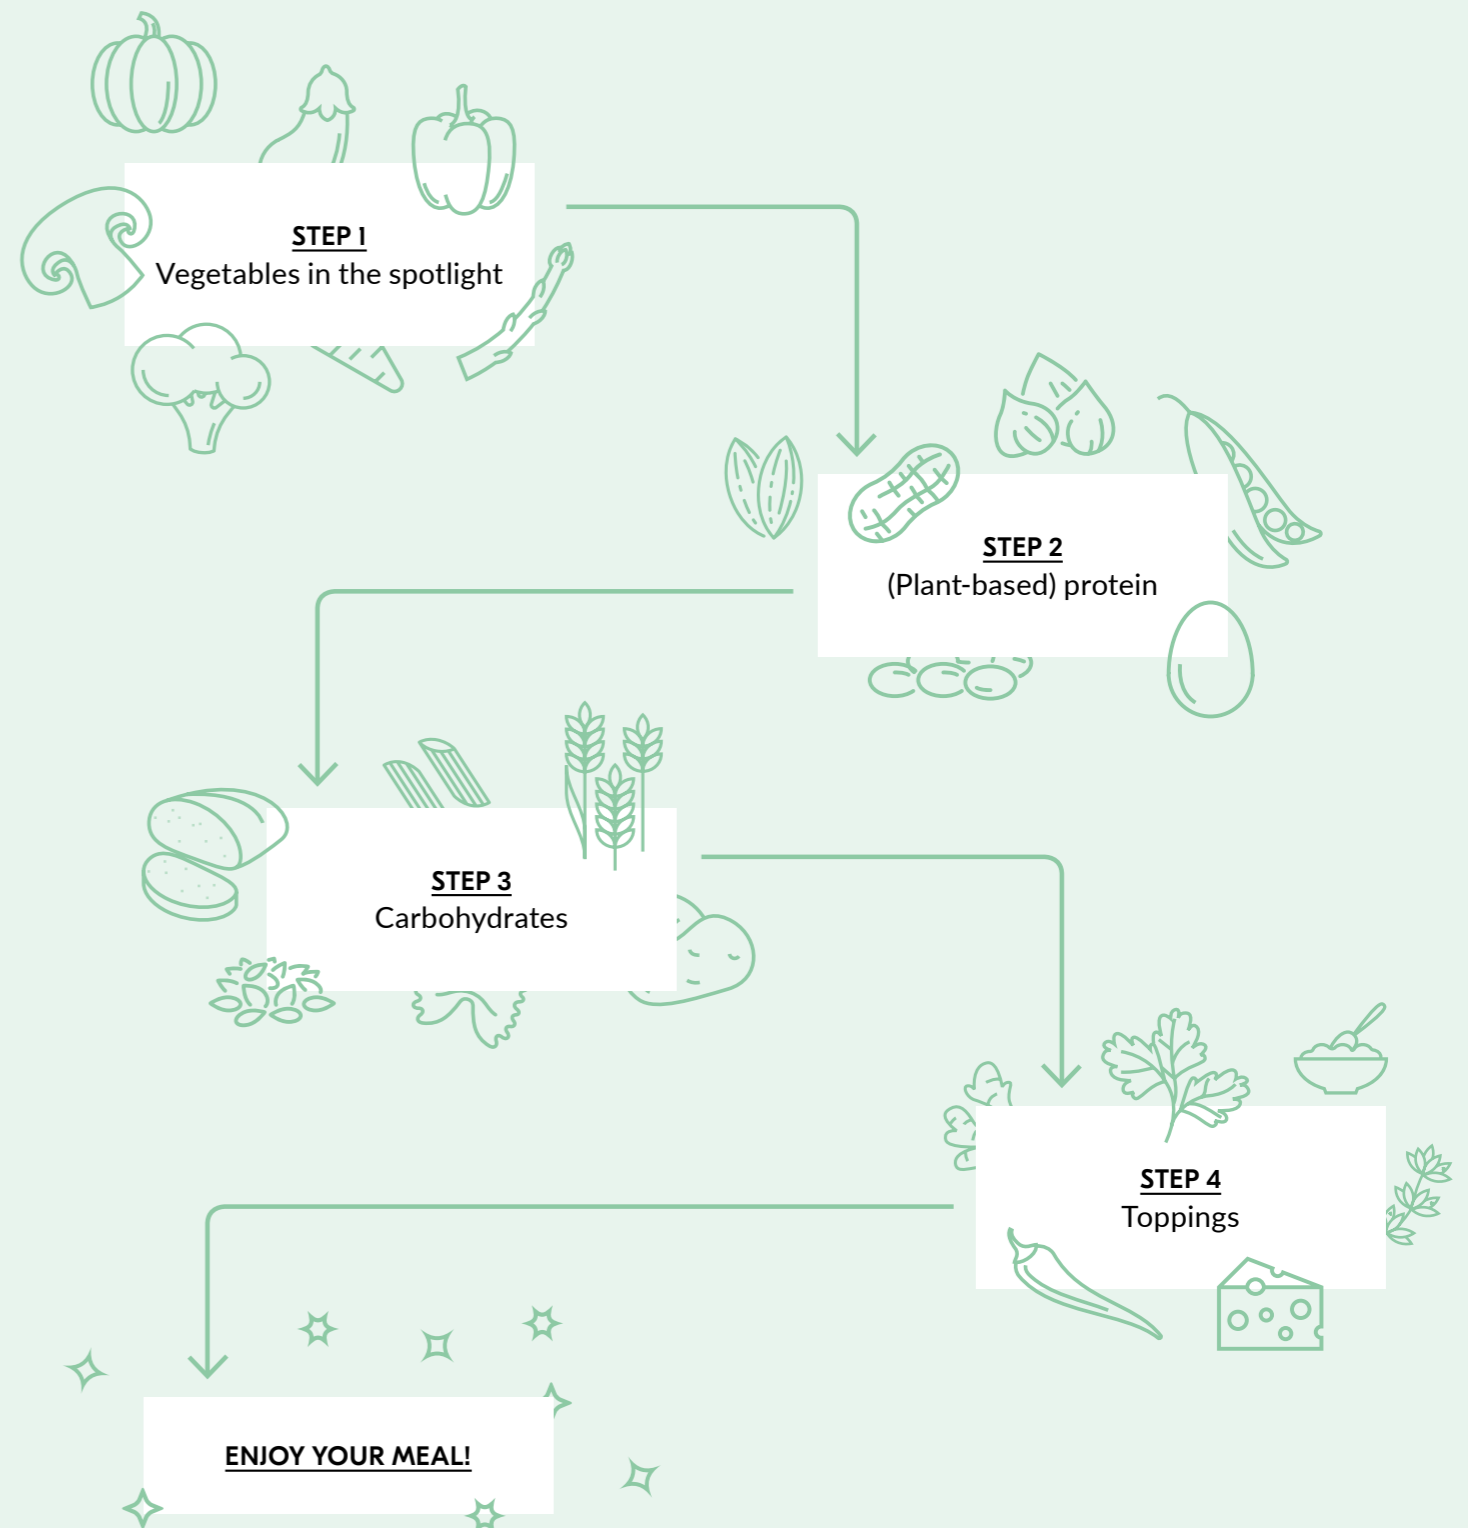 STEP 1
Vegetables in the spotlight
STEP 2
(Plant-based) protein
STEP 3
Carbohydrates
STEP 4
Toppings
ENJOY YOUR MEAL!